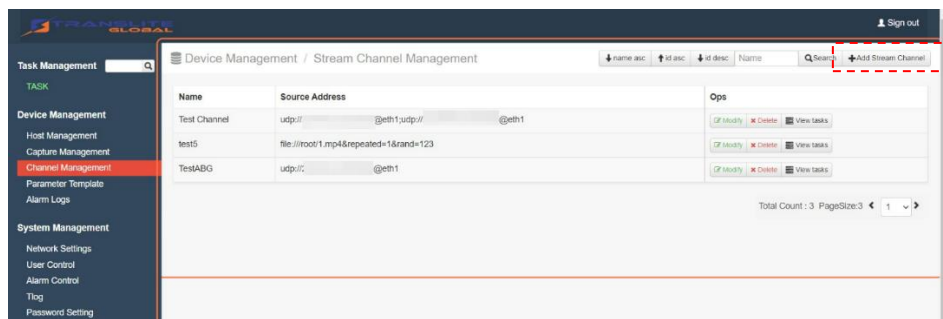 TRANSLITE
GLOBAL
Sign out
Task Management
TASK
Device Management
Host Management
Capture Management
Channel Management
Parameter Template
Alarm Logs
System Management
Network Settings
User Control
Alarm Control
Tlog
Password Setting
Device Management / Stream Channel Management
name asc id asc id desc Name Search Add Stream Channel
Name Source Address Ops
Test Channel udp:// @eth1;udp:// @eth1 Modify Delete View tasks
test5 file:///root/1.mp4&repeated=1&rand=123 Modify Delete View tasks
TestABG udp:// @eth1 Modify Delete View tasks
Total Count : 3 PageSize:3 1